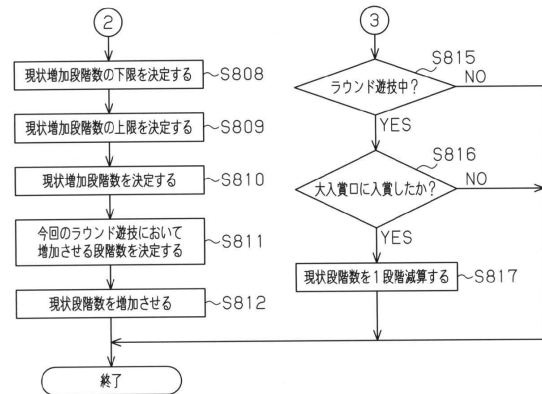 2
現状増加段階数の下限を決定する
S808
現状増加段階数の上限を決定する
S809
現状増加段階数を決定する
S810
今回のラウンド遊技において
増加させる段階数を決定する
S811
現状段階数を増加させる
S812
終了
3
S815
ラウンド遊技中?
NO
YES
S816
大入賞口に入賞したか?
NO
YES
現状段階数を1段階減算する
S817